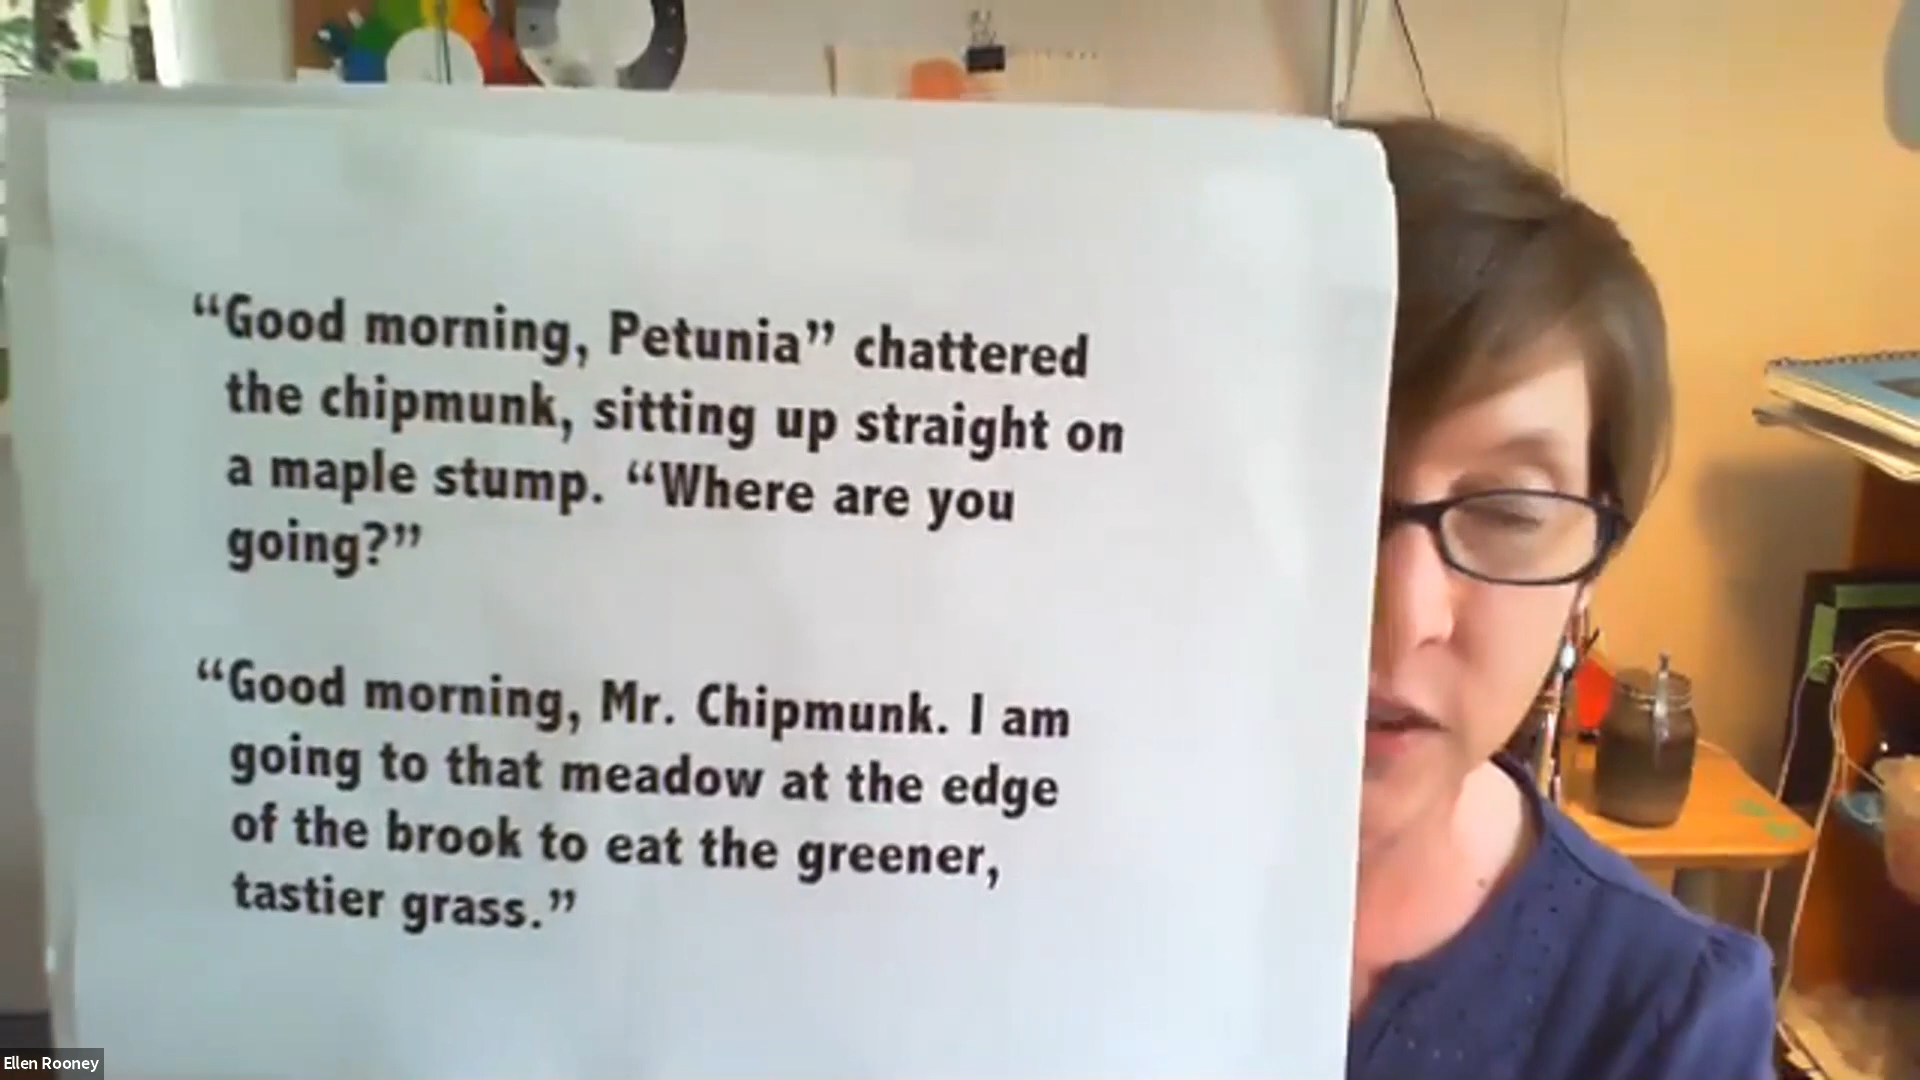 “Good morning, Petunia” chattered
the chipmunk, sitting up straight on
a maple stump. “Where are you
going?”
“Good morning, Mr. Chipmunk. I am
going to that meadow at the edge
of the brook to eat the greener,
tastier grass.”
Ellen Rooney